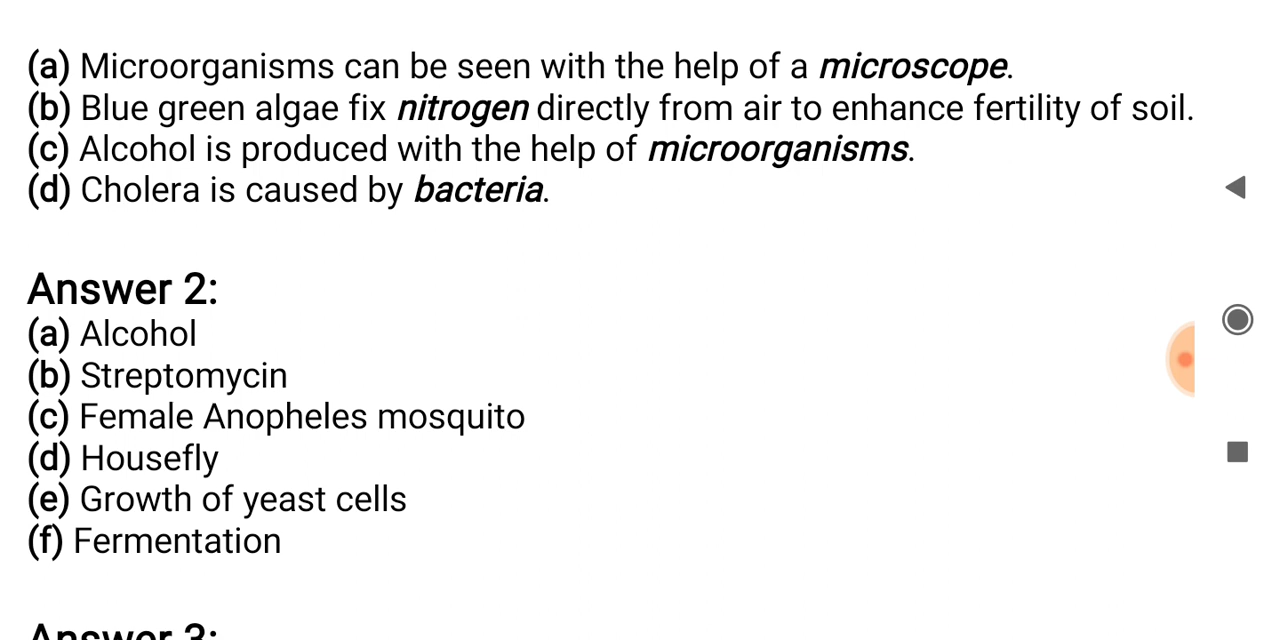 (a) Microorganisms can be seen with the help of a microscope.
(b) Blue green algae fix nitrogen directly from air to enhance fertility of soil.
(c) Alcohol is produced with the help of microorganisms.
(d) Cholera is caused by bacteria.
Answer 2:
(a) Alcohol
(b) Streptomycin
(c) Female Anopheles mosquito
(d) Housefly
(e) Growth of yeast cells
(f) Fermentation
Answer 3: